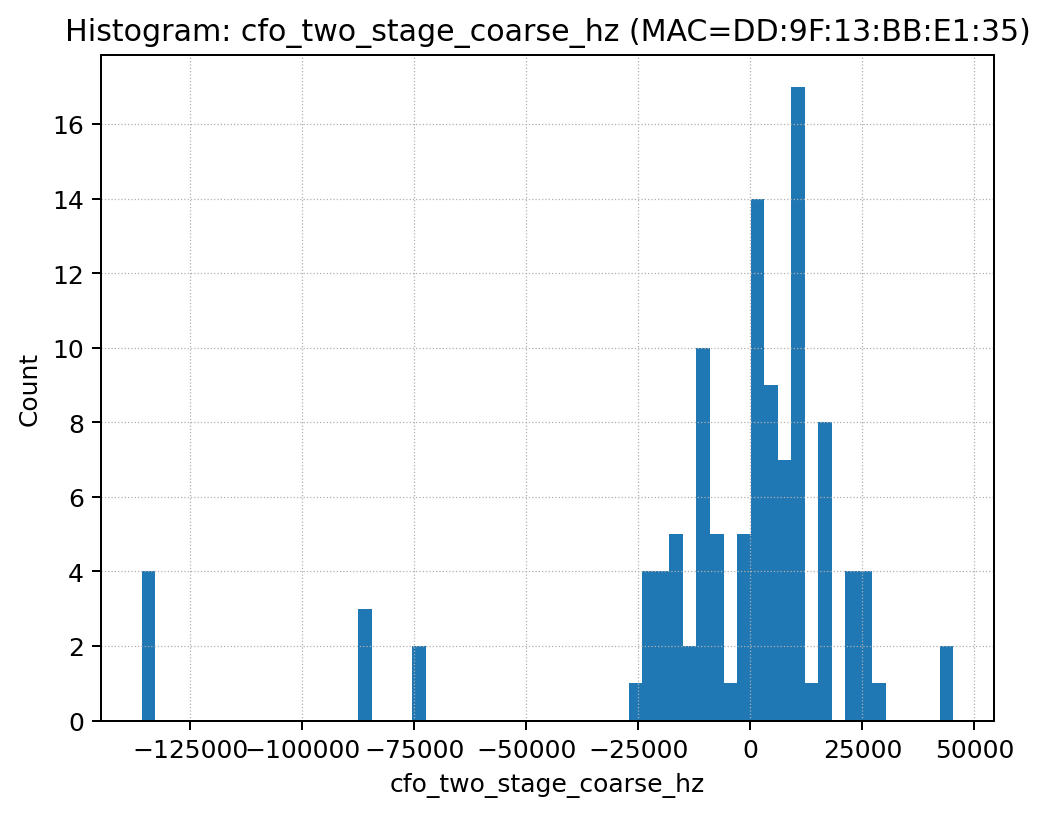 Histogram: cfo_two_stage_coarse_hz (MAC=DD:9F:13:BB:E1:35)
16
14
12
10
8
6
4
2
0
Count
−125000 −100000 −75000 −50000 −25000 0 25000 50000
cfo_two_stage_coarse_hz